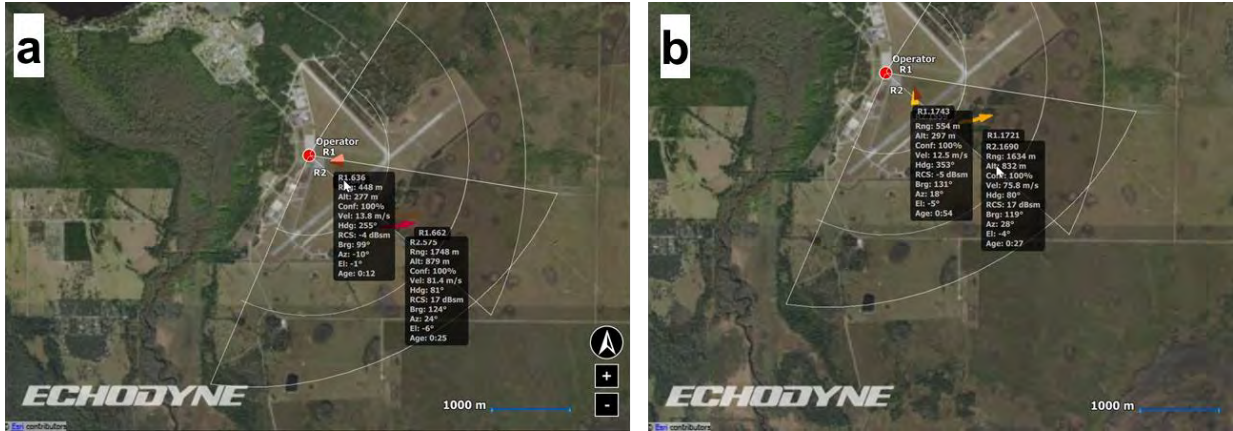 a
Operator
R1
R2
R1.636
Rng: 448 m
Alt: 277 m
Conf: 100%
Vel: 13.8 m/s
Hdg: 255°
RCS: -4 dBsm
Brg: 99°
Az: -10°
El: -1°
Age: 0:12
R1.662
R2.575
Rng: 1748 m
Alt: 879 m
Conf: 100%
Vel: 81.4 m/s
Hdg: 81°
RCS: 17 dBsm
Brg: 124°
Az: 24°
El: -6°
Age: 0:25
+
-
ECHODYNE
1000 m
Esri contributors
b
Operator
R1
R2
R1.1743
Rng: 554 m
Alt: 297 m
Conf: 100%
Vel: 12.5 m/s
Hdg: 353°
RCS: -5 dBsm
Brg: 131°
Az: 18°
El: -5°
Age: 0:54
R1.1721
R2.1690
Rng: 1634 m
Alt: 832 m
Conf: 100%
Vel: 75.8 m/s
Hdg: 80°
RCS: 17 dBsm
Brg: 119°
Az: 28°
El: -4°
Age: 0:27
ECHODYNE
1000 m
Esri contributors